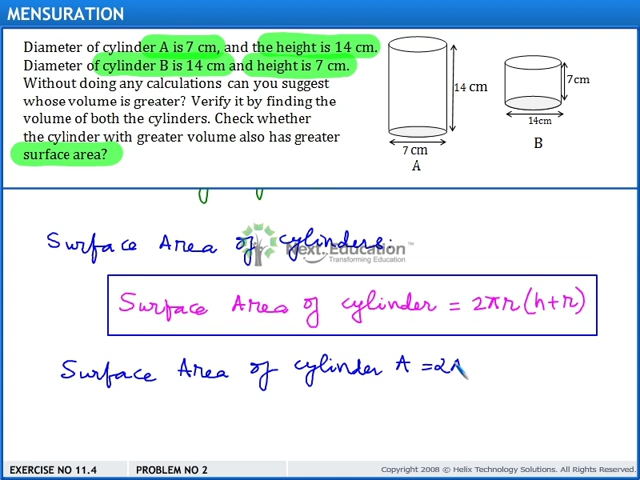 MENSURATION
Diameter of cylinder A is 7 cm, and the height is 14 cm.
Diameter of cylinder B is 14 cm and height is 7 cm.
Without doing any calculations can you suggest
whose volume is greater? Verify it by finding the
volume of both the cylinders. Check whether
the cylinder with greater volume also has greater
surface area?
14 cm
7 cm
A
7cm
14cm
B
Surface Area of cylinders:
Next Education™
Transforming Education
Surface Area of cylinder = 2πr(h+r)
Surface Area of cylinder A = 2
EXERCISE NO 11.4
PROBLEM NO 2
Copyright 2008 © Helix Technology Solutions. All Rights Reserved.